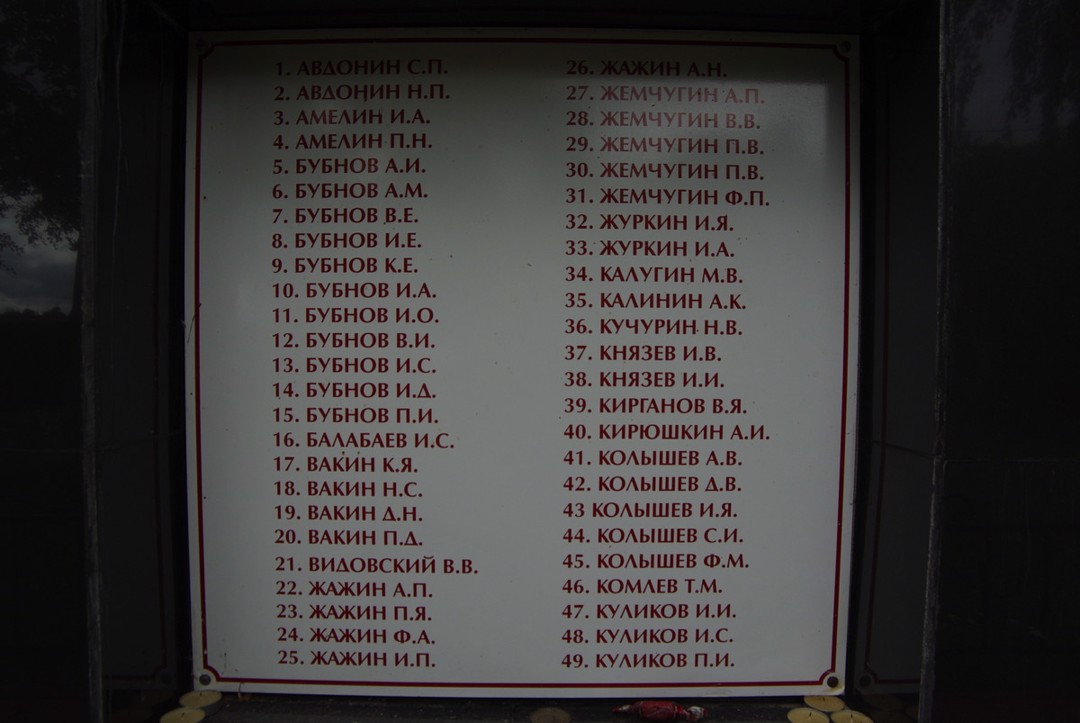 1. АВДОНИН С.П.
2. АВДОНИН Н.П.
3. АМЕЛИН И.А.
4. АМЕЛИН П.Н.
5. БУБНОВ А.И.
6. БУБНОВ А.М.
7. БУБНОВ В.Е.
8. БУБНОВ И.Е.
9. БУБНОВ К.Е.
10. БУБНОВ И.А.
11. БУБНОВ И.О.
12. БУБНОВ В.И.
13. БУБНОВ И.С.
14. БУБНОВ И.Д.
15. БУБНОВ П.И.
16. БАЛАБАЕВ И.С.
17. ВАКИН К.Я.
18. ВАКИН Н.С.
19. ВАКИН Д.Н.
20. ВАКИН П.Д.
21. ВИДОВСКИЙ В.В.
22. ЖАЖИН А.П.
23. ЖАЖИН П.Я.
24. ЖАЖИН Ф.А.
25. ЖАЖИН И.П.
26. ЖАЖИН А.Н.
27. ЖЕМЧУГИН А.П.
28. ЖЕМЧУГИН В.В.
29. ЖЕМЧУГИН П.В.
30. ЖЕМЧУГИН П.В.
31. ЖЕМЧУГИН Ф.П.
32. ЖУРКИН И.Я.
33. ЖУРКИН И.А.
34. КАЛУГИН М.В.
35. КАЛИНИН А.К.
36. КУЧУРИН Н.В.
37. КНЯЗЕВ И.В.
38. КНЯЗЕВ И.И.
39. КИРГАНОВ В.Я.
40. КИРЮШКИН А.И.
41. КОЛЫШЕВ А.В.
42. КОЛЫШЕВ Д.В.
43 КОЛЫШЕВ И.Я.
44. КОЛЫШЕВ С.И.
45. КОЛЫШЕВ Ф.М.
46. КОМЛЕВ Т.М.
47. КУЛИКОВ И.И.
48. КУЛИКОВ И.С.
49. КУЛИКОВ П.И.